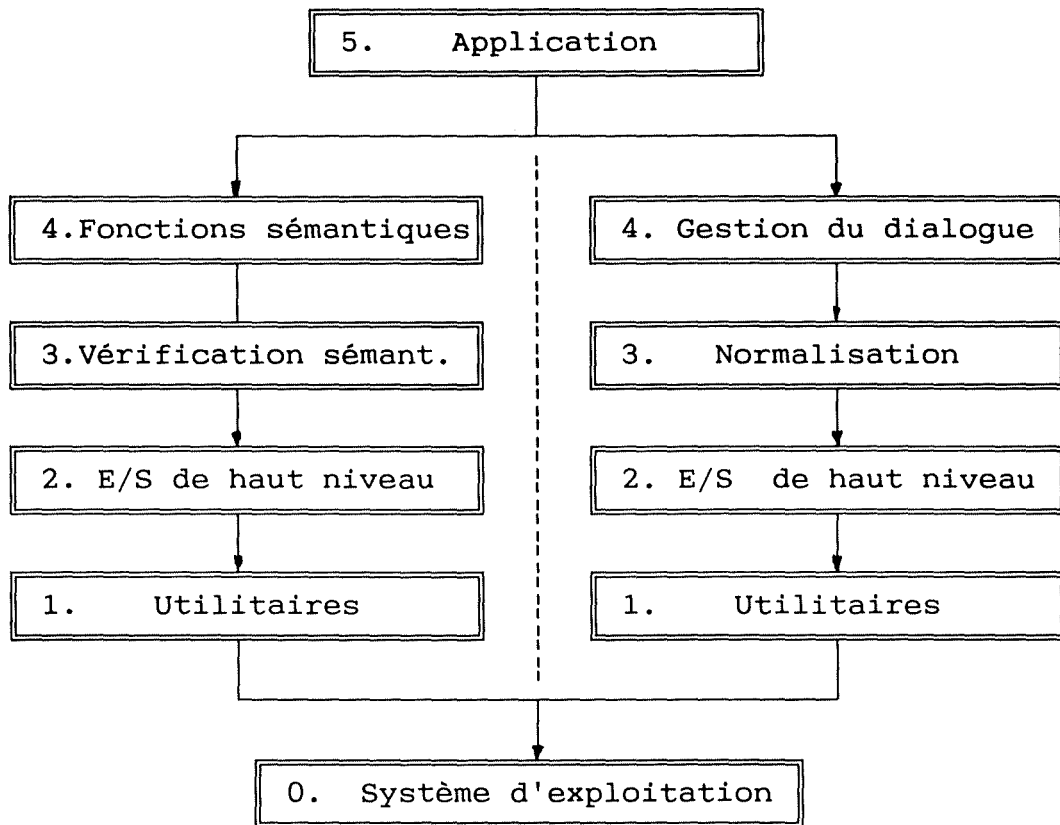 5. Application
4.Fonctions sémantiques
4. Gestion du dialogue
3.Vérification sémant.
3. Normalisation
2. E/S de haut niveau
2. E/S de haut niveau
1. Utilitaires
1. Utilitaires
0. Système d'exploitation